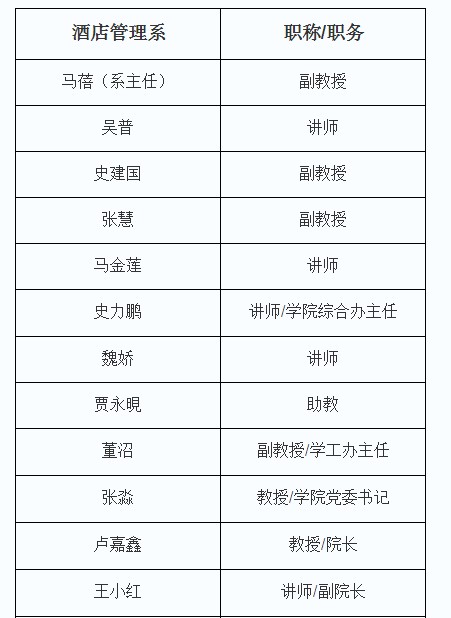 酒店管理系 职称/职务
马蓓（系主任） 副教授
吴普 讲师
史建国 副教授
张慧 副教授
马金莲 讲师
史力鹏 讲师/学院综合办主任
魏娇 讲师
贾永晛 助教
董沼 副教授/学工办主任
张淼 教授/学院党委书记
卢嘉鑫 教授/院长
王小红 讲师/副院长